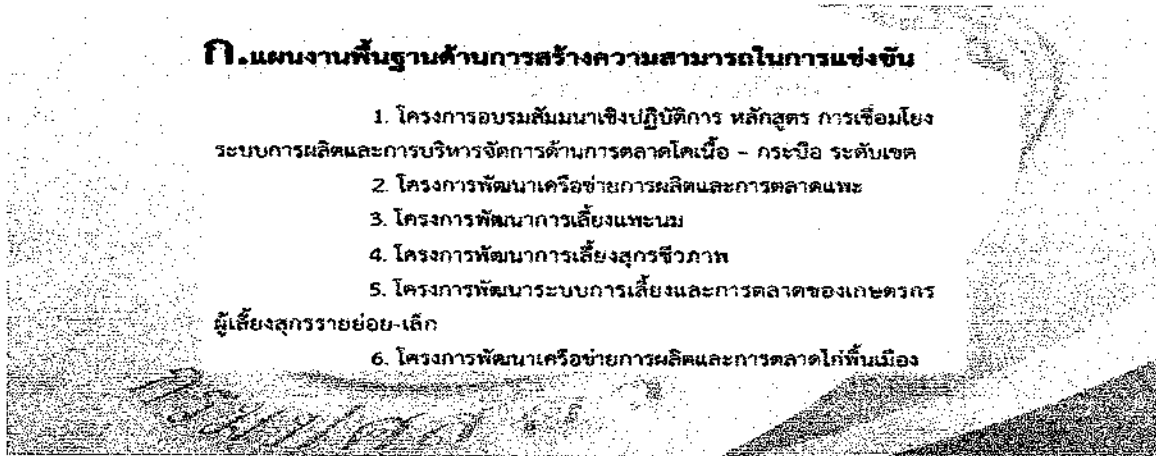 ก.แผนงานพื้นฐานด้านการสร้างความสามารถในการแข่งขัน
1. โครงการอบรมสัมมนาเชิงปฏิบัติการ หลักสูตร การเชื่อมโยง
ระบบการผลิตและการบริหารจัดการด้านการตลาดโคเนื้อ – กระบือ ระดับเขต
2. โครงการพัฒนาเครือข่ายการผลิตและการตลาดแพะ
3. โครงการพัฒนาการเลี้ยงแพะนม
4. โครงการพัฒนาการเลี้ยงสุกรชีวภาพ
5. โครงการพัฒนาระบบการเลี้ยงและการตลาดของเกษตรกร
ผู้เลี้ยงสุกรรายย่อย-เล็ก
6. โครงการพัฒนาเครือข่ายการผลิตและการตลาดไก่พื้นเมือง